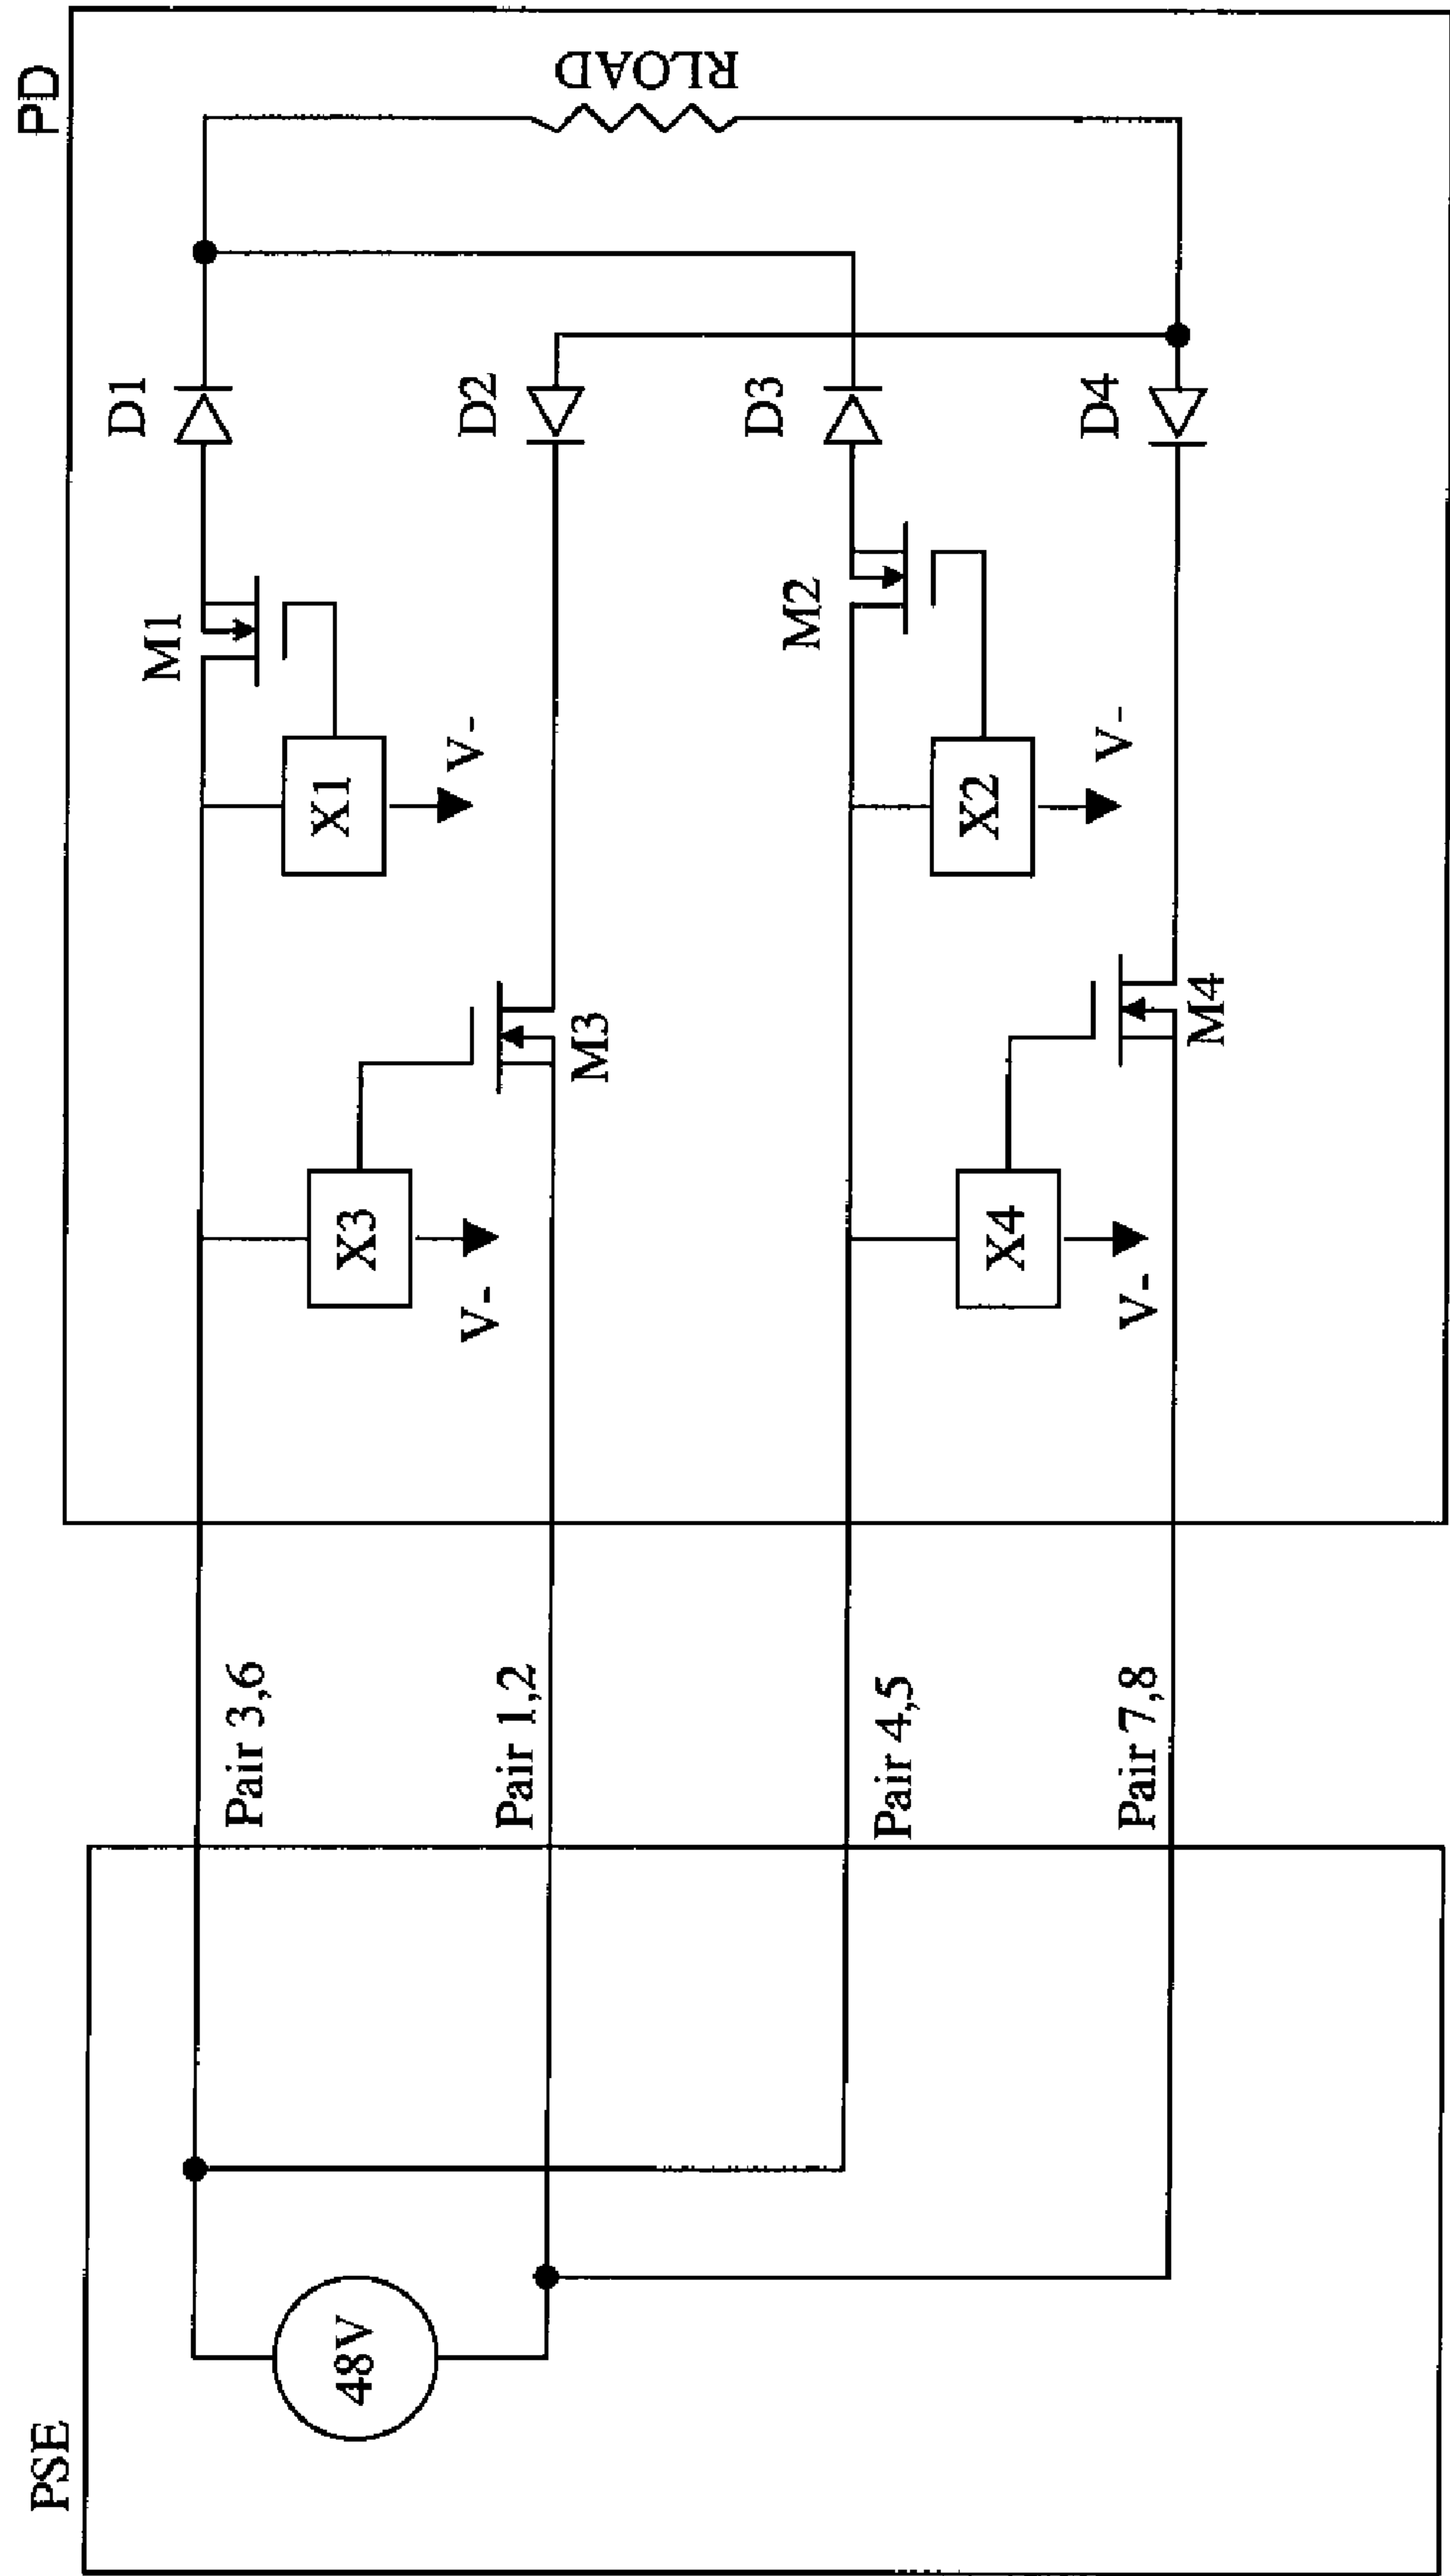 PSE
48V
Pair 3,6
Pair 1,2
Pair 4,5
Pair 7,8
PD
X3
V-
M3
X1
V-
M1
D1
D2
X4
V-
M4
X2
V-
M2
D3
D4
RLOAD